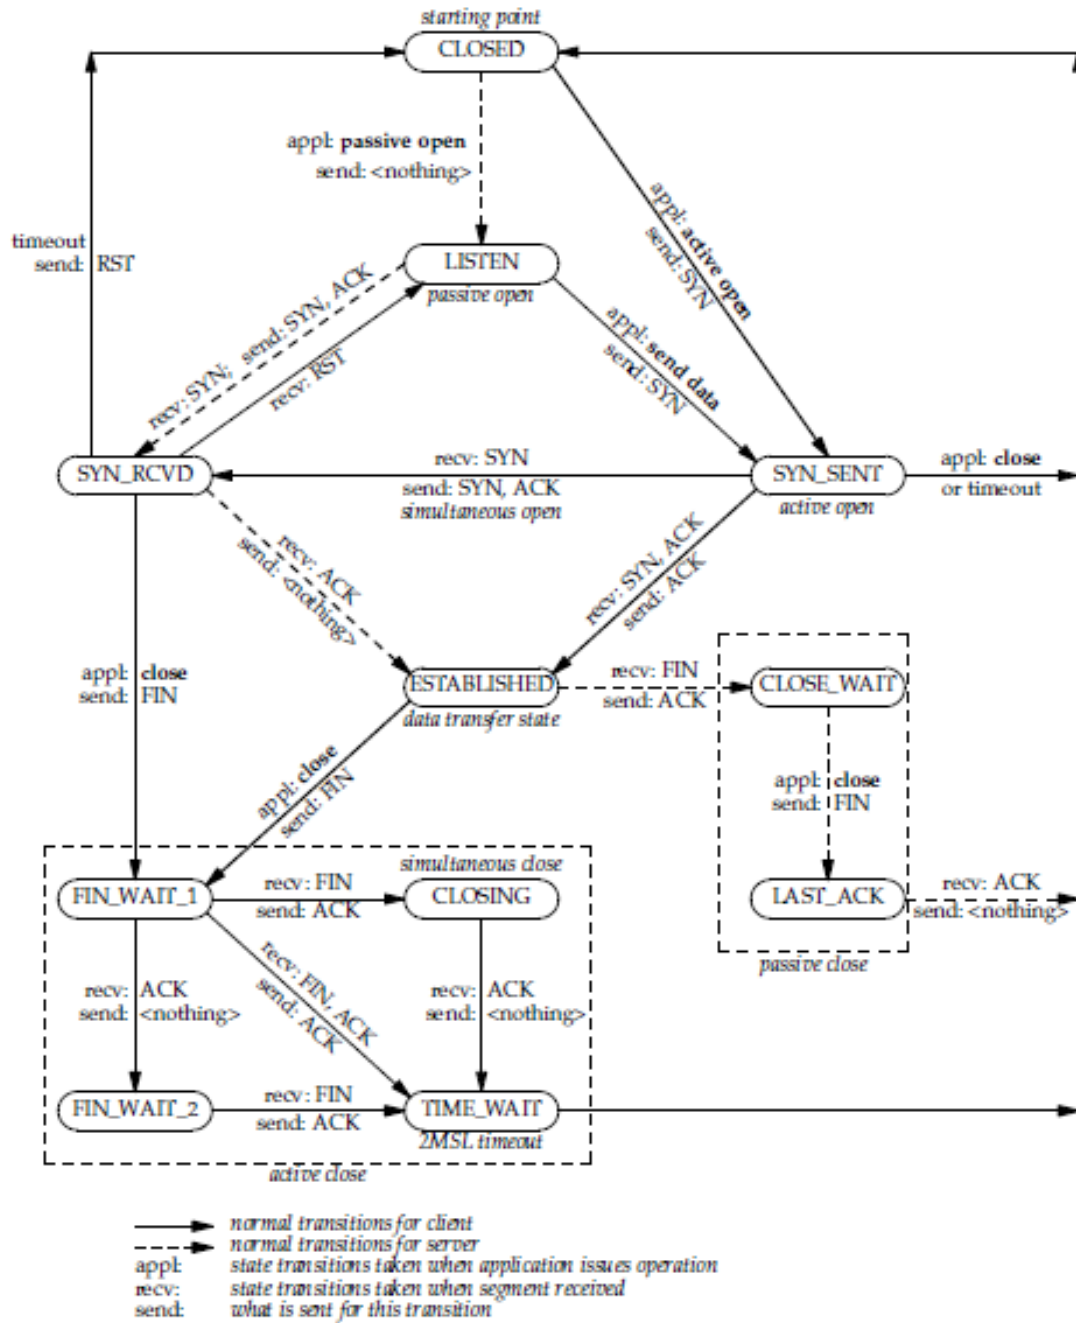 starting point
CLOSED
appl: passive open
send: <nothing>
appl: active open
send: SYN
timeout
send: RST
LISTEN
passive open
recv: SYN; send: SYN, ACK
recv: RST
appl: send data
send: SYN
SYN_RCVD
recv: SYN
send: SYN, ACK
simultaneous open
SYN_SENT
active open
appl: close
or timeout
recv: ACK
send: <nothing>
recv: SYN, ACK
send: ACK
appl: close
send: FIN
ESTABLISHED
data transfer state
recv: FIN
send: ACK
CLOSE_WAIT
appl: close
send: FIN
appl: close
send: FIN
simultaneous close
FIN_WAIT_1
recv: FIN
send: ACK
CLOSING
LAST_ACK
recv: ACK
send: <nothing>
passive close
recv: ACK
send: <nothing>
recv: FIN, ACK
send: ACK
recv: ACK
send: <nothing>
FIN_WAIT_2
recv: FIN
send: ACK
TIME_WAIT
2MSL timeout
active close
normal transitions for client
normal transitions for server
appl: state transitions taken when application issues operation
recv: state transitions taken when segment received
send: what is sent for this transition